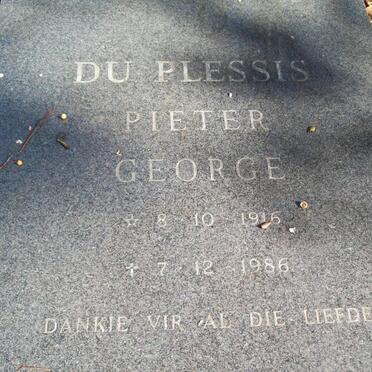 DU PLESSIS
PIETER
GEORGE
☆ 8 · 10 · 1916
✝ 7 · 12 · 1986
DANKIE VIR AL DIE LIEFDE